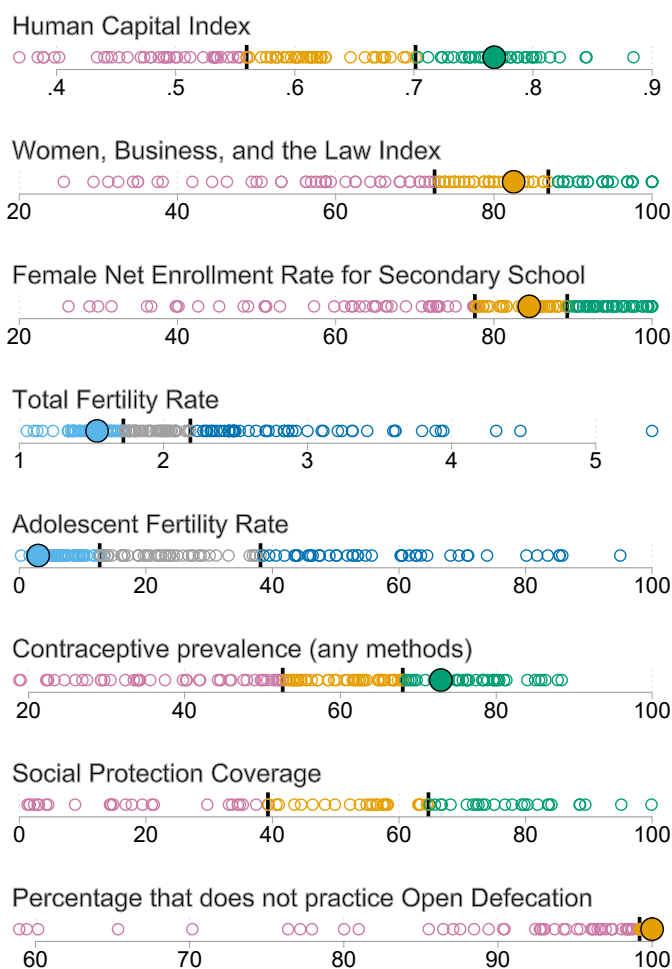 Human Capital Index
.4 .5 .6 .7 .8 .9
Women, Business, and the Law Index
20 40 60 80 100
Female Net Enrollment Rate for Secondary School
20 40 60 80 100
Total Fertility Rate
1 2 3 4 5
Adolescent Fertility Rate
0 20 40 60 80 100
Contraceptive prevalence (any methods)
20 40 60 80 100
Social Protection Coverage
0 20 40 60 80 100
Percentage that does not practice Open Defecation
60 70 80 90 100